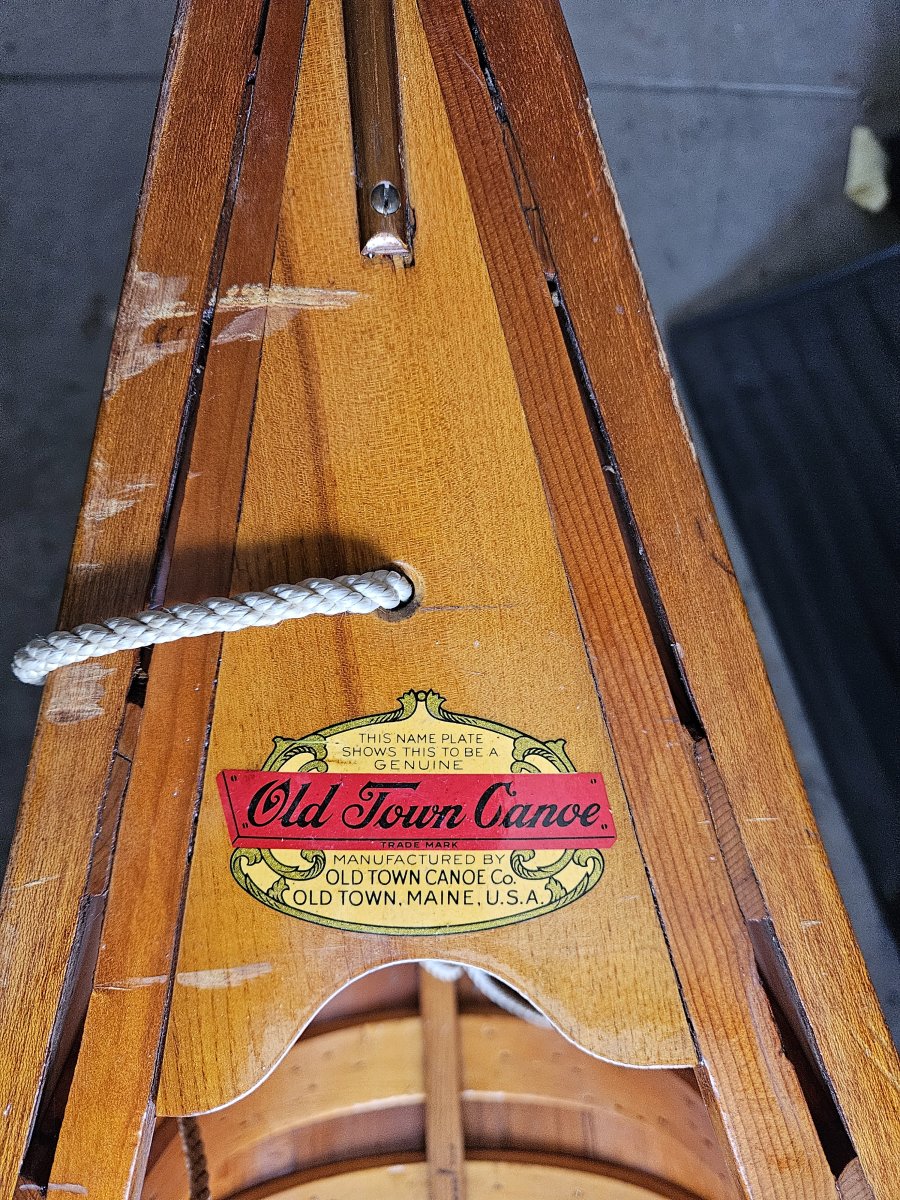 THIS NAME PLATE
SHOWS THIS TO BE A
GENUINE
"Old Town Canoe"
TRADE MARK
MANUFACTURED BY
OLD TOWN CANOE Co.
OLD TOWN, MAINE, U.S.A.